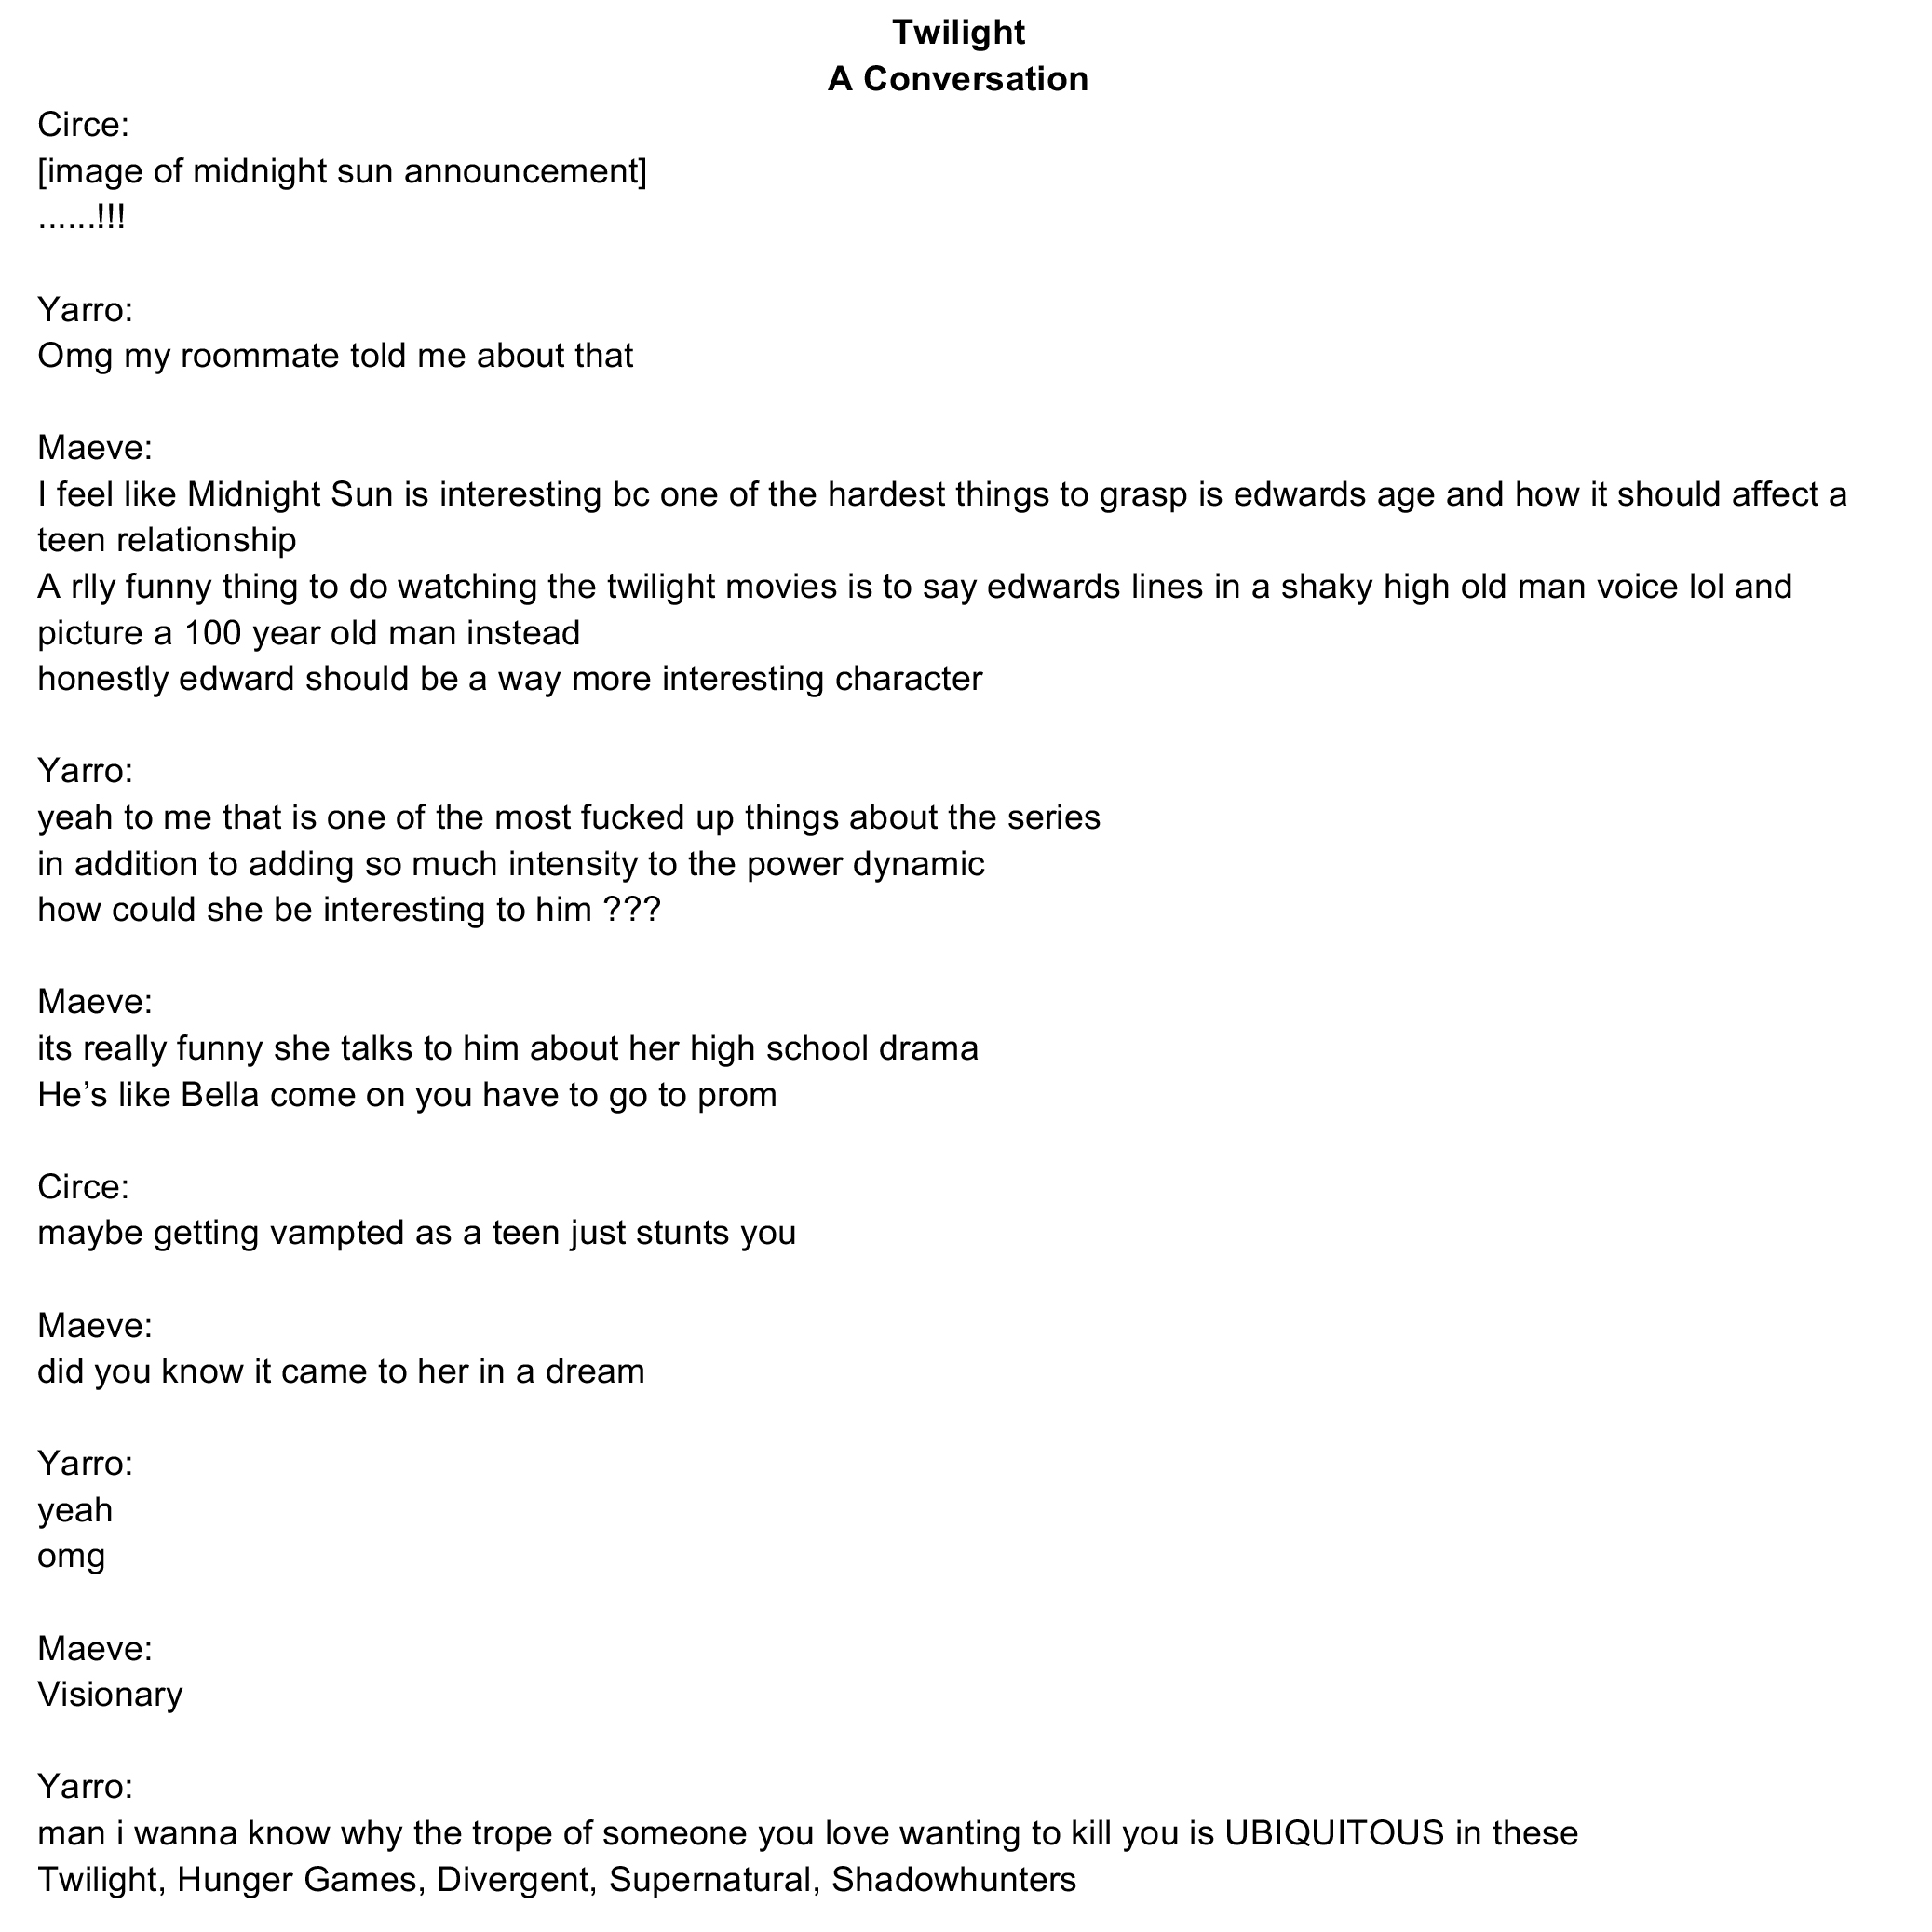 Twilight
A Conversation
Circe:
[image of midnight sun announcement]
......!!!
Yarro:
Omg my roommate told me about that
Maeve:
I feel like Midnight Sun is interesting bc one of the hardest things to grasp is edwards age and how it should affect a
teen relationship
A rlly funny thing to do watching the twilight movies is to say edwards lines in a shaky high old man voice lol and
picture a 100 year old man instead
honestly edward should be a way more interesting character
Yarro:
yeah to me that is one of the most fucked up things about the series
in addition to adding so much intensity to the power dynamic
how could she be interesting to him ???
Maeve:
its really funny she talks to him about her high school drama
He’s like Bella come on you have to go to prom
Circe:
maybe getting vampted as a teen just stunts you
Maeve:
did you know it came to her in a dream
Yarro:
yeah
omg
Maeve:
Visionary
Yarro:
man i wanna know why the trope of someone you love wanting to kill you is UBIQUITOUS in these
Twilight, Hunger Games, Divergent, Supernatural, Shadowhunters